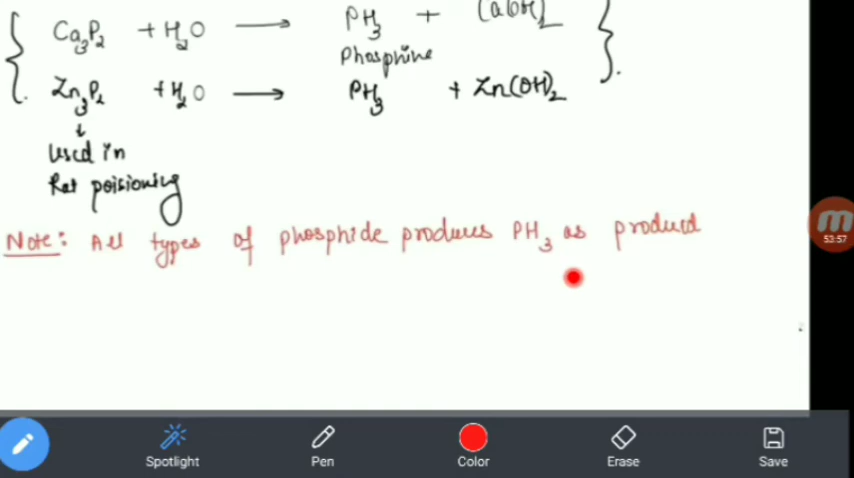 Ca3P2 + H2O → PH3 + Ca(OH)2
Phosphine
Zn3P2 + H2O → PH3 + Zn(OH)2
↓
Used in
Rat poisioning
Note: All types of phosphide produces PH3 as product
53:57
Spotlight Pen Color Erase Save